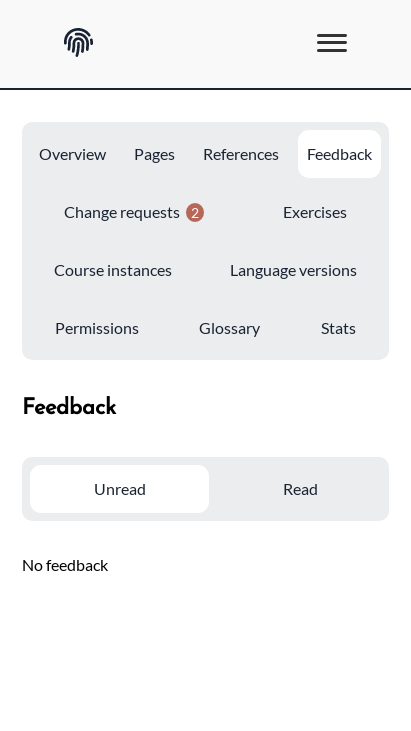 Overview Pages References Feedback
Change requests 2 Exercises
Course instances Language versions
Permissions Glossary Stats
Feedback
Unread Read
No feedback